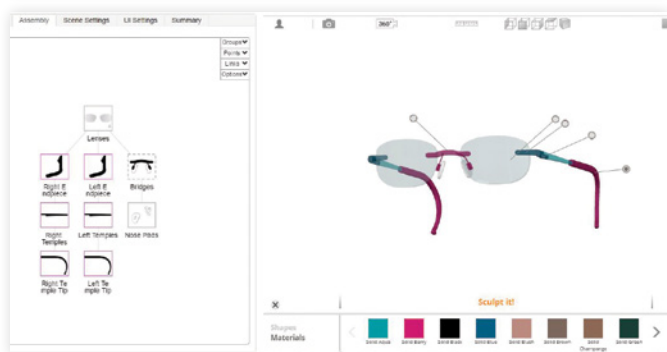 Assembly
Scene Settings
UI Settings
Summary
Groups
Points
Links
Options
Lenses
Right E
ndpiece
Left E
ndpiece
Bridges
Right
Temples
Left Temples
Nose Pads
Right Te
mple Tip
Left Te
mple Tip
360°
Sculpt it!
Shapes
Materials
Solid Aqua
Solid Berry
Solid Black
Solid Blue
Solid Blush
Solid Brown
Solid
Champange
Solid Green